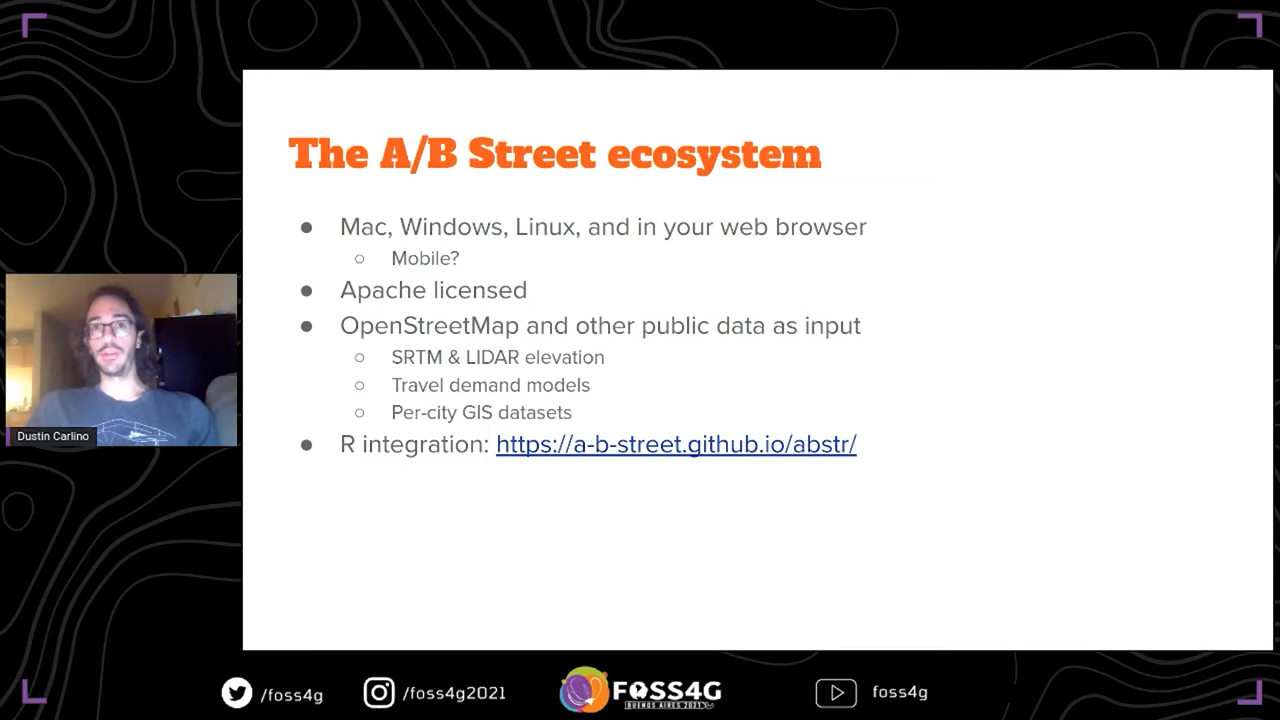 The A/B Street ecosystem
Mac, Windows, Linux, and in your web browser
Mobile?
Apache licensed
OpenStreetMap and other public data as input
SRTM & LIDAR elevation
Travel demand models
Per-city GIS datasets
R integration: https://a-b-street.github.io/abstr/
Dustin Carlino
/foss4g
/foss4g2021
FOSS4G
BUENOS AIRES 2021
foss4g